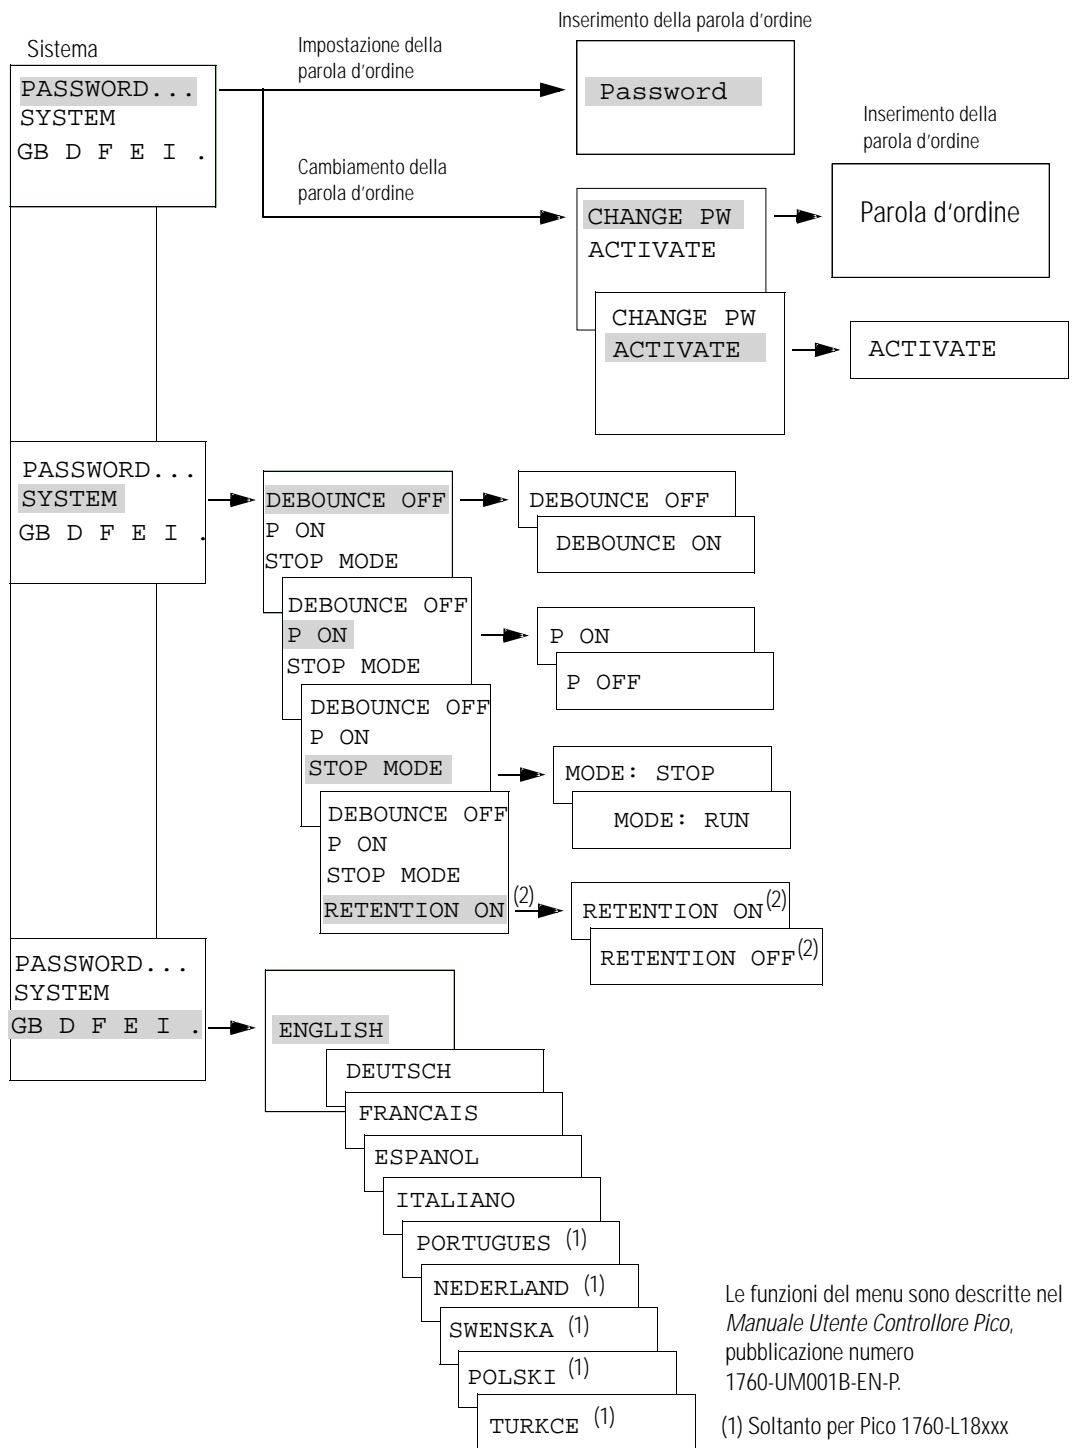 Sistema
PASSWORD...
SYSTEM
GB D F E I .
Impostazione della
parola d'ordine
Inserimento della parola d'ordine
Password
Cambiamento della
parola d'ordine
CHANGE PW
ACTIVATE
Inserimento della
parola d'ordine
Parola d'ordine
CHANGE PW
ACTIVATE
ACTIVATE
PASSWORD...
SYSTEM
GB D F E I .
DEBOUNCE OFF
P ON
STOP MODE
DEBOUNCE OFF
DEBOUNCE ON
DEBOUNCE OFF
P ON
STOP MODE
P ON
P OFF
DEBOUNCE OFF
P ON
STOP MODE
MODE: STOP
MODE: RUN
DEBOUNCE OFF
P ON
STOP MODE
RETENTION ON (2)
RETENTION ON (2)
RETENTION OFF (2)
PASSWORD...
SYSTEM
GB D F E I .
ENGLISH
DEUTSCH
FRANCAIS
ESPANOL
ITALIANO
PORTUGUES (1)
NEDERLAND (1)
SWENSKA (1)
POLSKI (1)
TURKCE (1)
Le funzioni del menu sono descritte nel
Manuale Utente Controllore Pico,
pubblicazione numero
1760-UM001B-EN-P.
(1) Soltanto per Pico 1760-L18xxx